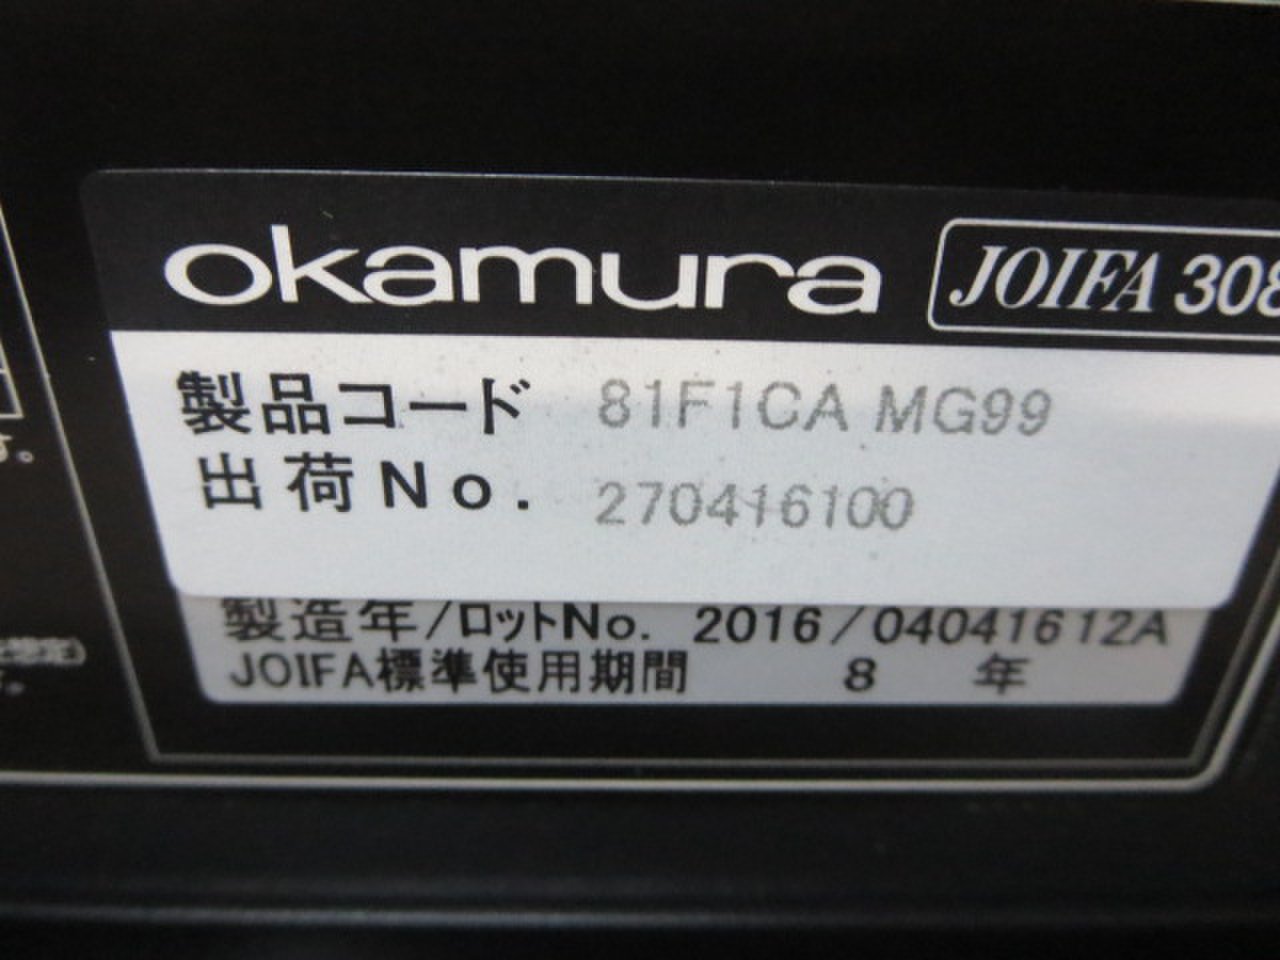 okamura JOIFA 308
製品コード 81F1CA MG99
出荷No. 270416100
製造年/ロットNo. 2016/0404161２A
JOIFA標準使用期間 8 年
す。